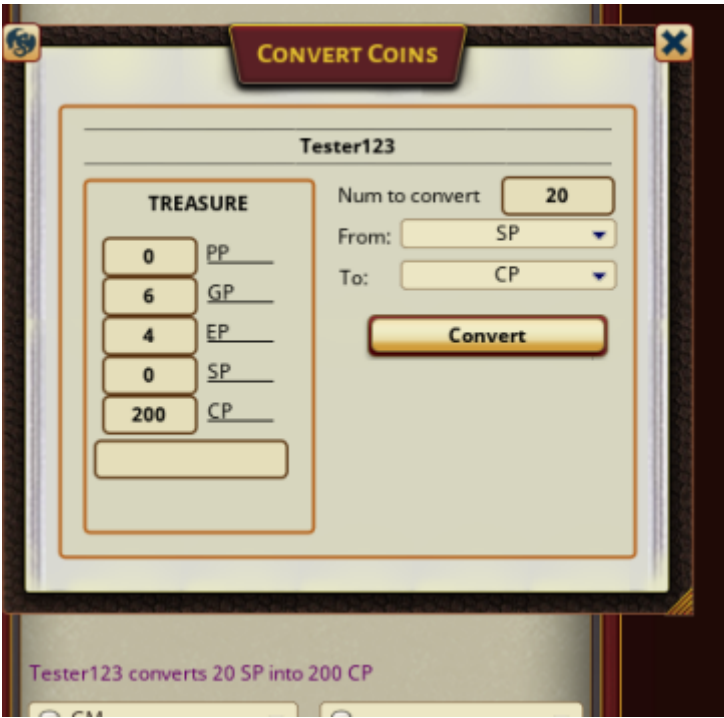 CONVERT COINS
Tester123
TREASURE
0 PP
6 GP
4 EP
0 SP
200 CP
Num to convert 20
From: SP
To: CP
Convert
Tester123 converts 20 SP into 200 CP
GM